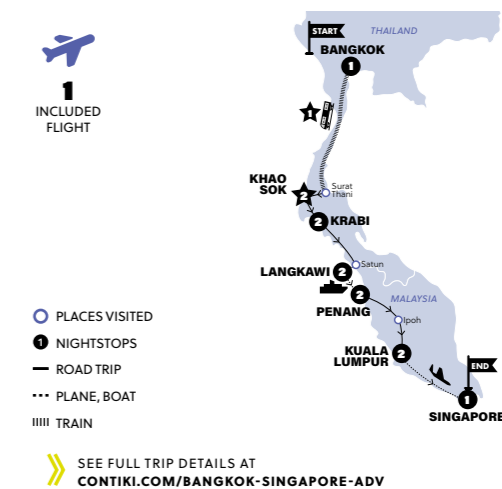 1
INCLUDED
FLIGHT
START
THAILAND
BANGKOK
1
1
KHAO
SOK
2
Surat
Thani
2
KRABI
Satun
LANGKAWI
2
2
PENANG
MALAYSIA
Ipoh
KUALA
LUMPUR
2
END
1
SINGAPORE
PLACES VISITED
1 NIGHTSTOPS
ROAD TRIP
PLANE, BOAT
TRAIN
SEE FULL TRIP DETAILS AT
CONTIKI.COM/BANGKOK-SINGAPORE-ADV